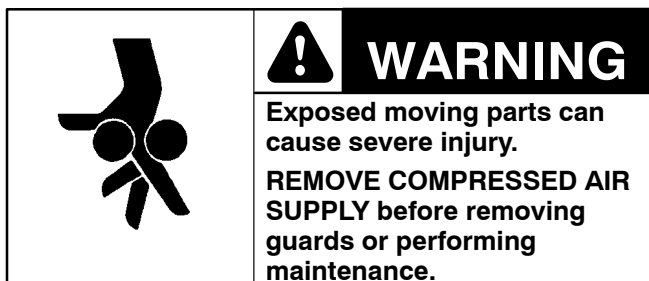 WARNING
Exposed moving parts can
cause severe injury.
REMOVE COMPRESSED AIR
SUPPLY before removing
guards or performing
maintenance.